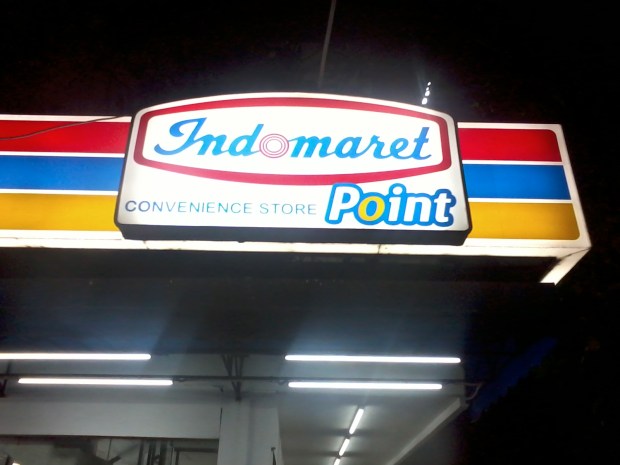 Indomaret
CONVENIENCE STORE Point